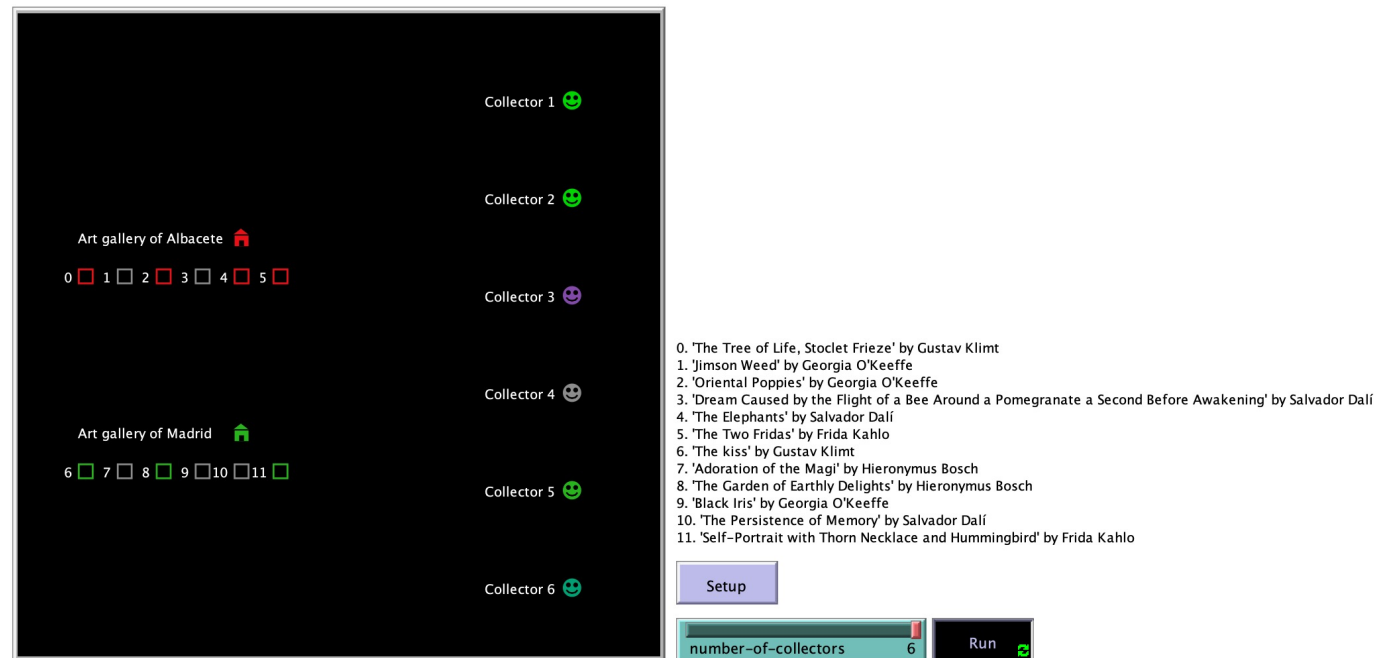 Collector 1
Collector 2
Art gallery of Albacete
0 1 2 3 4 5
Collector 3
Collector 4
Art gallery of Madrid
6 7 8 9 10 11
Collector 5
Collector 6
0. 'The Tree of Life, Stoclet Frieze' by Gustav Klimt
1. 'Jimson Weed' by Georgia O'Keeffe
2. 'Oriental Poppies' by Georgia O'Keeffe
3. 'Dream Caused by the Flight of a Bee Around a Pomegranate a Second Before Awakening' by Salvador Dalí
4. 'The Elephants' by Salvador Dalí
5. 'The Two Fridas' by Frida Kahlo
6. 'The kiss' by Gustav Klimt
7. 'Adoration of the Magi' by Hieronymus Bosch
8. 'The Garden of Earthly Delights' by Hieronymus Bosch
9. 'Black Iris' by Georgia O'Keeffe
10. 'The Persistence of Memory' by Salvador Dalí
11. 'Self-Portrait with Thorn Necklace and Hummingbird' by Frida Kahlo
Setup
number-of-collectors 6
Run